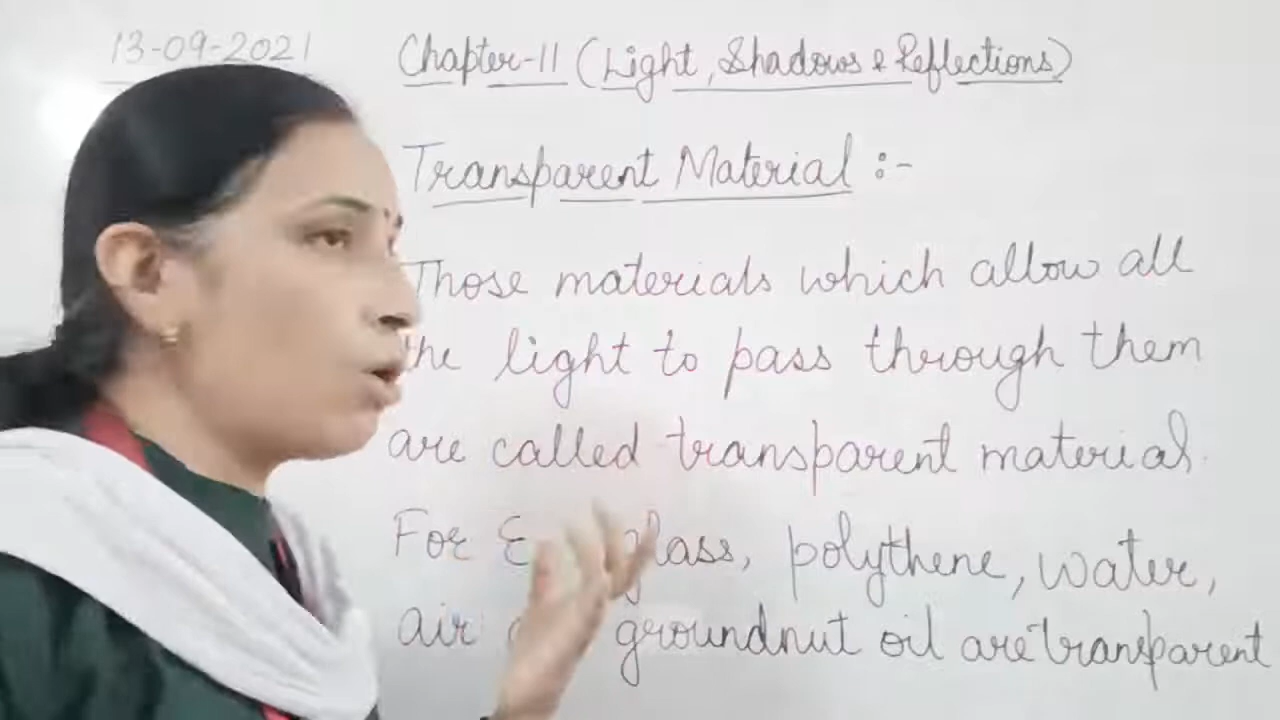 13-09-2021
Chapter-11 (Light, Shadows & Reflections)
Transparent Material :-
Those materials which allow all
the light to pass through them
are called transparent material.
For glass, polythene, water,
air groundnut oil are transparent